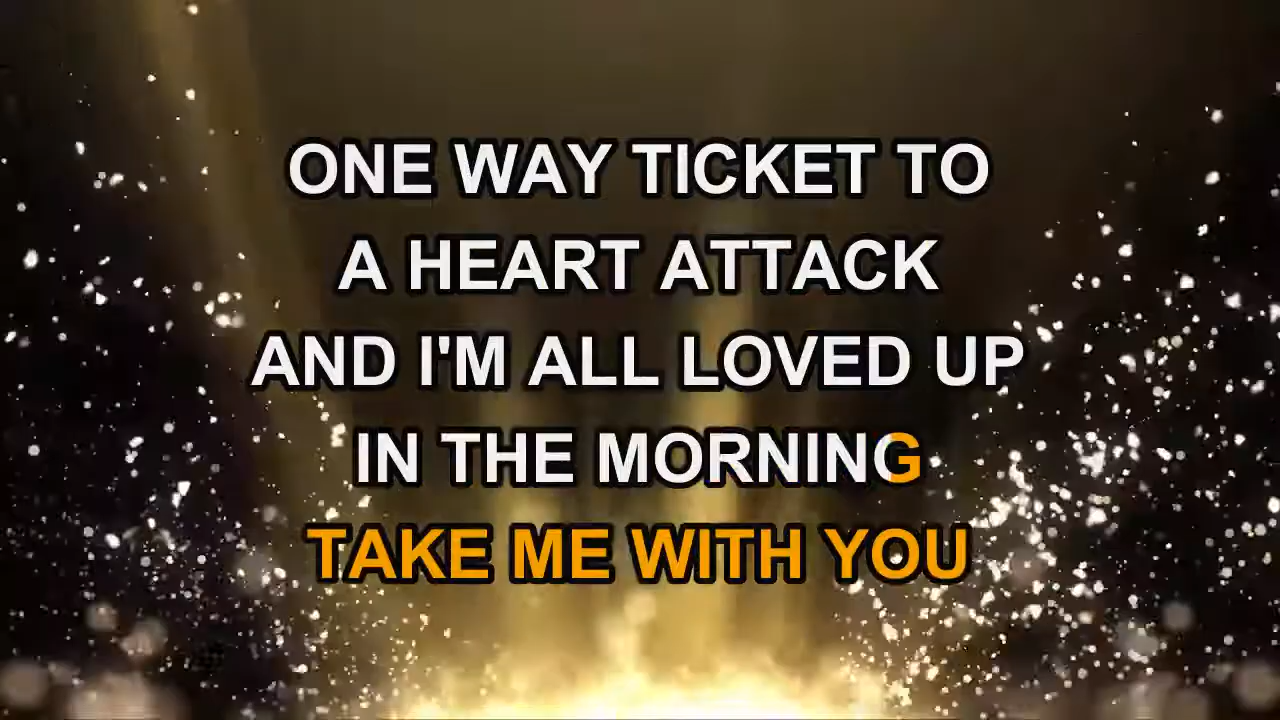 ONE WAY TICKET TO
A HEART ATTACK
AND I'M ALL LOVED UP
IN THE MORNING
TAKE ME WITH YOU